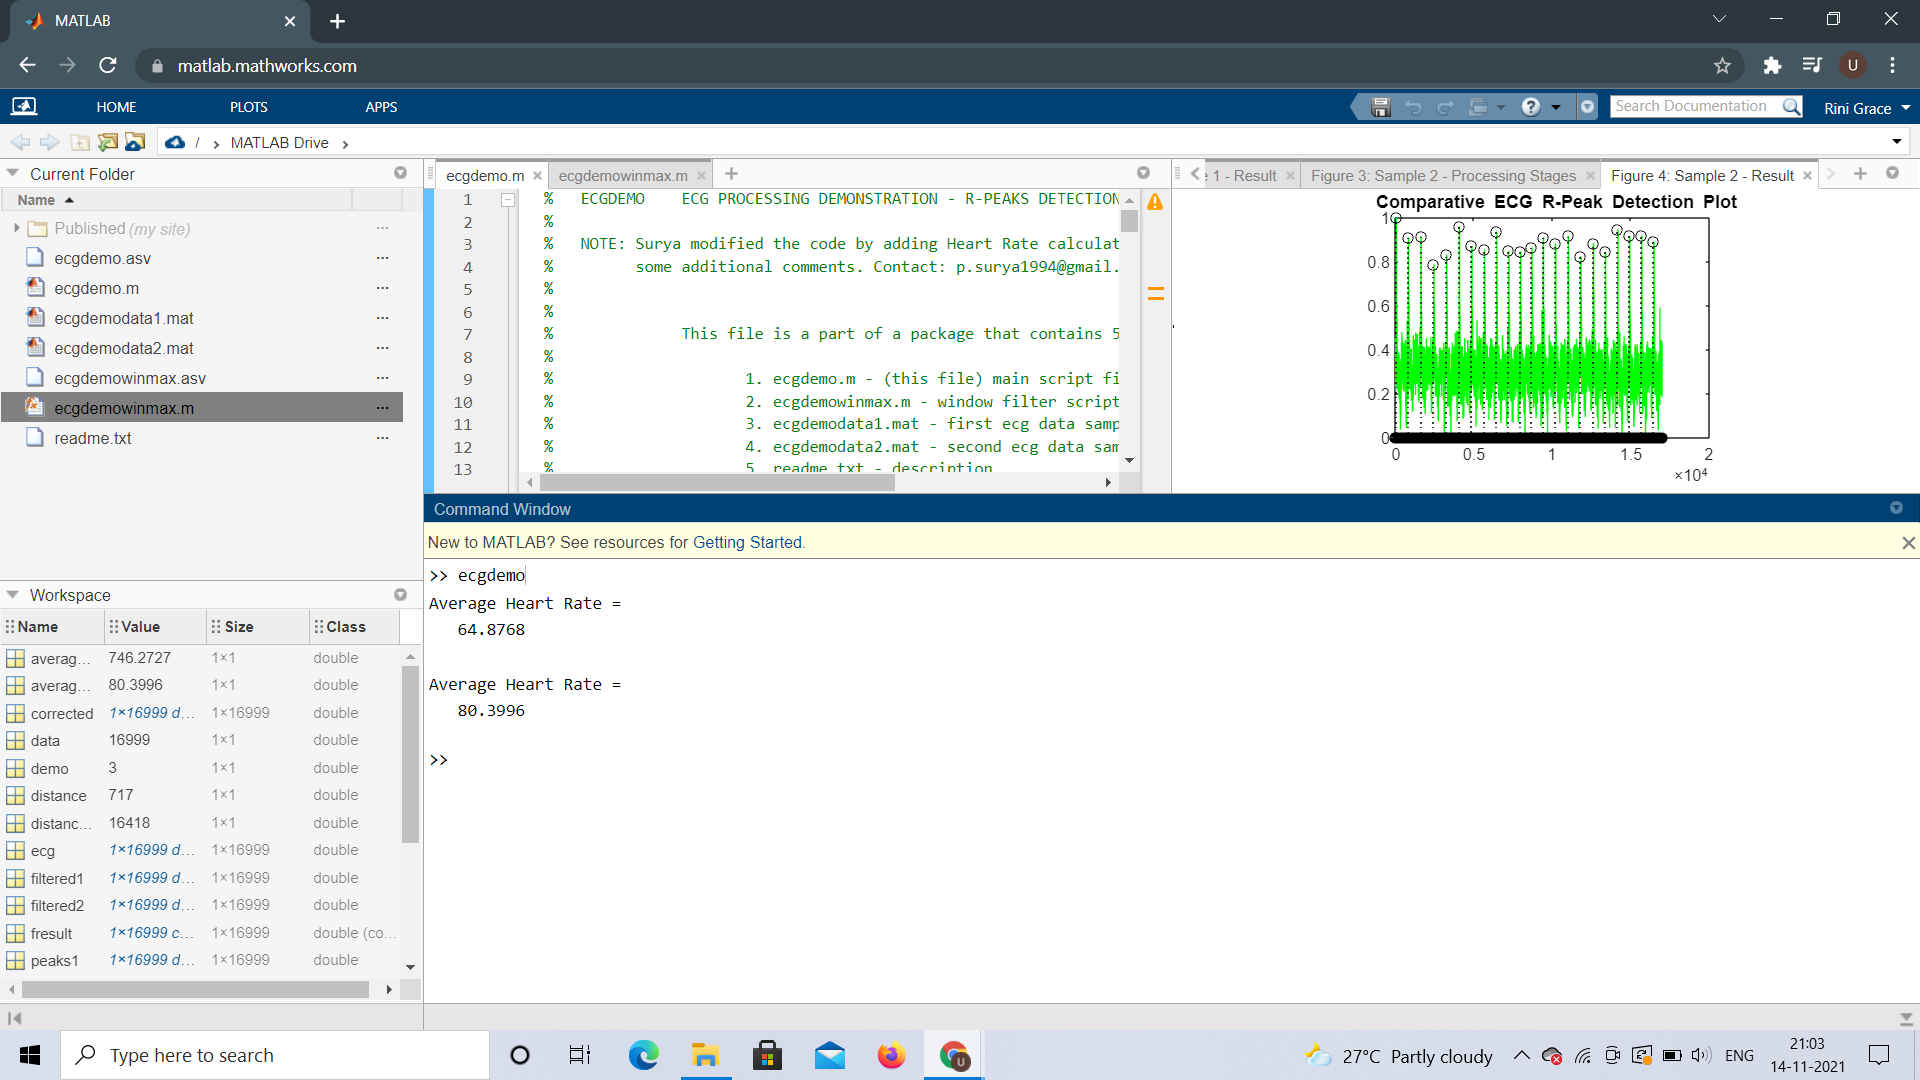 MATLAB
matlab.mathworks.com
U
HOME
PLOTS
APPS
Search Documentation
Rini Grace
/ › MATLAB Drive ›
Current Folder
Name
Published (my site)
ecgdemo.asv
ecgdemo.m
ecgdemodata1.mat
ecgdemodata2.mat
ecgdemowinmax.asv
ecgdemowinmax.m
readme.txt
ecgdemo.m
ecgdemowinmax.m
1 % ECGDEMO ECG PROCESSING DEMONSTRATION - R-PEAKS DETECTION
2 %
3 % NOTE: Surya modified the code by adding Heart Rate calculat
4 % some additional comments. Contact: p.surya1994@gmail.
5 %
6 %
7 % This file is a part of a package that contains 5
8 %
9 % 1. ecgdemo.m - (this file) main script fi
10 % 2. ecgdemowinmax.m - window filter script
11 % 3. ecgdemodata1.mat - first ecg data samp
12 % 4. ecgdemodata2.mat - second ecg data sam
13 % 5. readme.txt - description
1 - Result
Figure 3: Sample 2 - Processing Stages
Figure 4: Sample 2 - Result
Comparative ECG R-Peak Detection Plot
1
0.8
0.6
0.4
0.2
0
0 0.5 1 1.5 2
×10⁴
Command Window
New to MATLAB? See resources for Getting Started.
>> ecgdemo
Average Heart Rate =
64.8768
Average Heart Rate =
80.3996
>>
Workspace
Name Value Size Class
averag... 746.2727 1×1 double
averag... 80.3996 1×1 double
corrected 1×16999 d... 1×16999 double
data 16999 1×1 double
demo 3 1×1 double
distance 717 1×1 double
distanc... 16418 1×1 double
ecg 1×16999 d... 1×16999 double
filtered1 1×16999 d... 1×16999 double
filtered2 1×16999 d... 1×16999 double
fresult 1×16999 c... 1×16999 double (co...
peaks1 1×16999 d... 1×16999 double
Type here to search
U
27°C Partly cloudy
ENG
21:03
14-11-2021